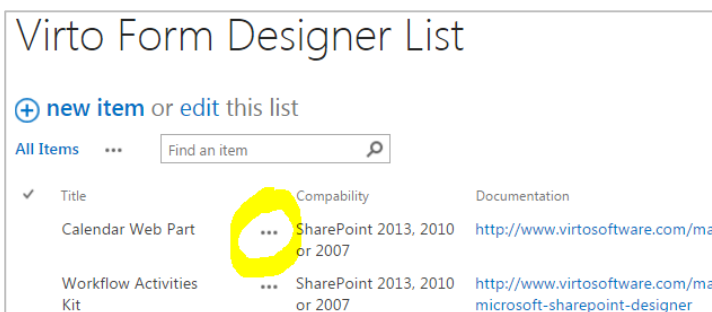 Virto Form Designer List
new item or edit this list
All Items ... Find an item
Title Compability Documentation
Calendar Web Part ... SharePoint 2013, 2010 http://www.virtosoftware.com/ma
or 2007
Workflow Activities ... SharePoint 2013, 2010 http://www.virtosoftware.com/ma
Kit or 2007 microsoft-sharepoint-designer